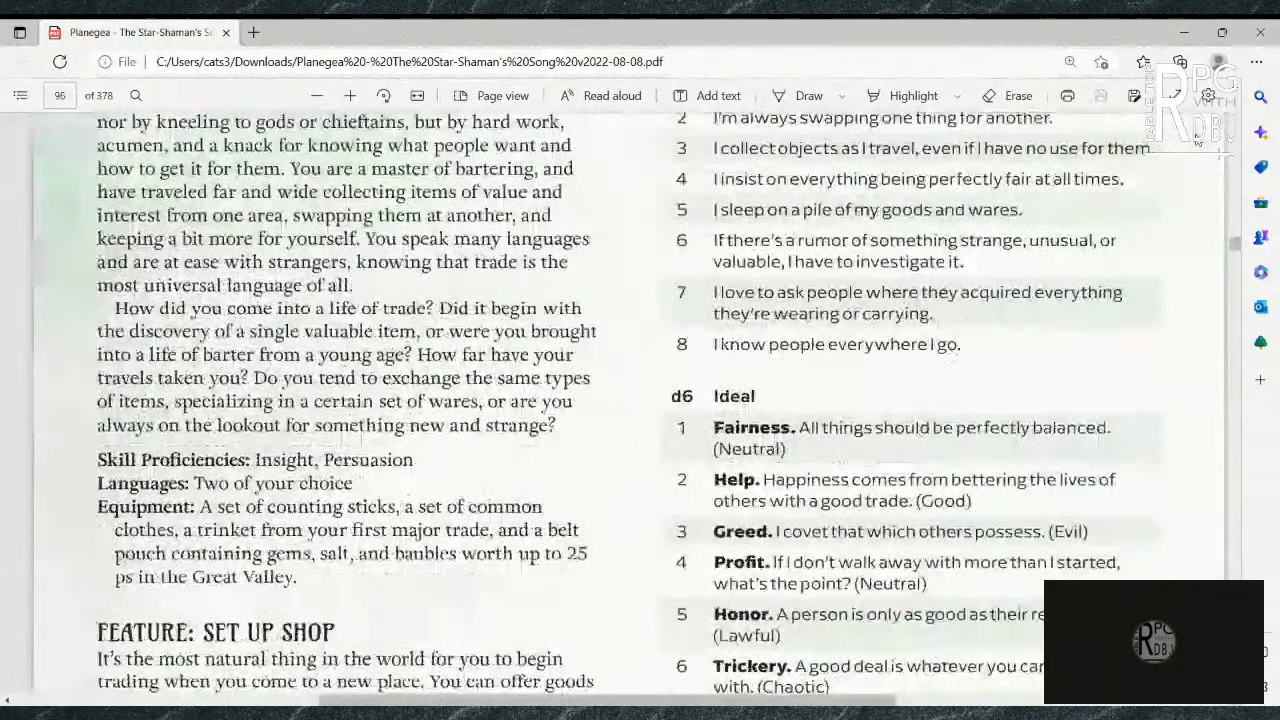 Planegea - The Star-Shaman's So
File
C:/Users/cats3/Downloads/Planegea%20-%20The%20Star-Shaman's%20Song%20v2022-08-08.pdf
96 of 378
Page view
Read aloud
Add text
Draw
Highlight
Erase
RPG
TABLE TOP
WITH
DBJ
nor by kneeling to gods or chieftains, but by hard work,
acumen, and a knack for knowing what people want and
how to get it for them. You are a master of bartering, and
have traveled far and wide collecting items of value and
interest from one area, swapping them at another, and
keeping a bit more for yourself. You speak many languages
and are at ease with strangers, knowing that trade is the
most universal language of all.
How did you come into a life of trade? Did it begin with
the discovery of a single valuable item, or were you brought
into a life of barter from a young age? How far have your
travels taken you? Do you tend to exchange the same types
of items, specializing in a certain set of wares, or are you
always on the lookout for something new and strange?
Skill Proficiencies: Insight, Persuasion
Languages: Two of your choice
Equipment: A set of counting sticks, a set of common
clothes, a trinket from your first major trade, and a belt
pouch containing gems, salt, and baubles worth up to 25
ps in the Great Valley.
FEATURE: SET UP SHOP
It's the most natural thing in the world for you to begin
trading when you come to a new place. You can offer goods
2 I'm always swapping one thing for another.
3 I collect objects as I travel, even if I have no use for them
4 I insist on everything being perfectly fair at all times.
5 I sleep on a pile of my goods and wares.
6 If there's a rumor of something strange, unusual, or
valuable, I have to investigate it.
7 I love to ask people where they acquired everything
they're wearing or carrying.
8 I know people everywhere I go.
d6 Ideal
1 Fairness. All things should be perfectly balanced.
(Neutral)
2 Help. Happiness comes from bettering the lives of
others with a good trade. (Good)
3 Greed. I covet that which others possess. (Evil)
4 Profit. If I don't walk away with more than I started,
what's the point? (Neutral)
5 Honor. A person is only as good as their re
(Lawful)
6 Trickery. A good deal is whatever you can
with. (Chaotic)
RPG
DBJ